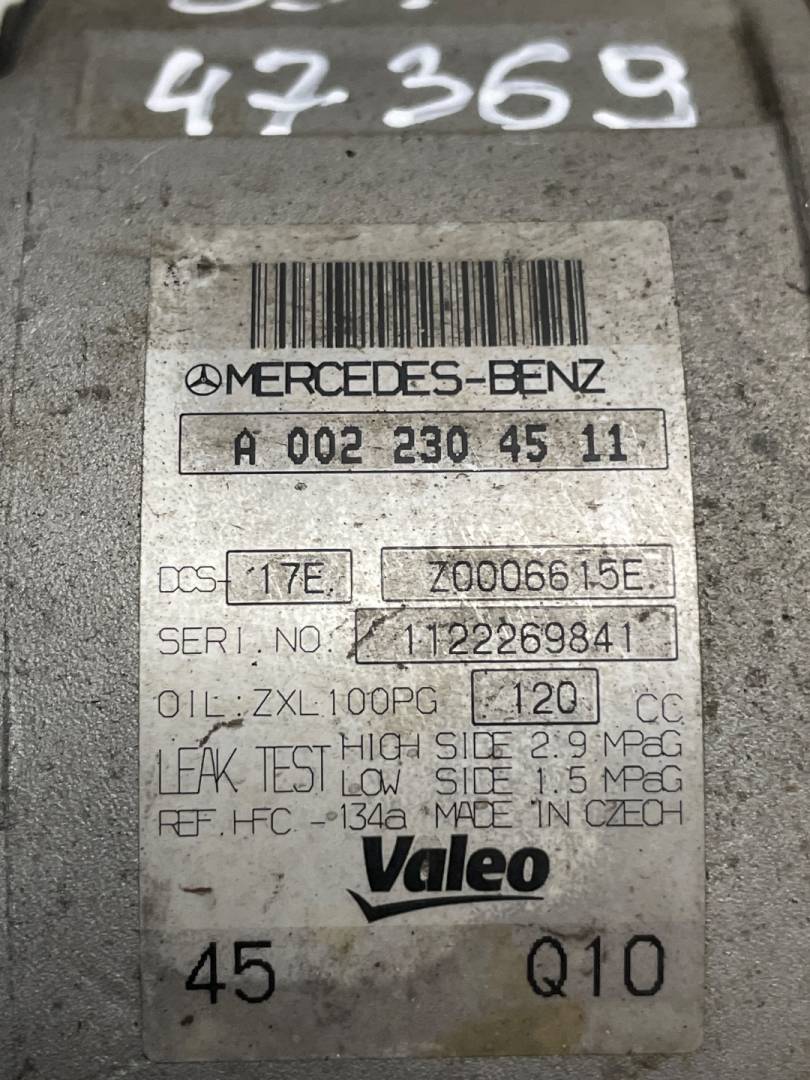 47369
MERCEDES-BENZ
A 002 230 45 11
DCS- 17E. Z0006615E.
SERI.NO. 1122269841
OIL:ZXL100PG 120 CC
LEAK TEST HIGH SIDE 2.9 MPaG
LOW SIDE 1.5 MPaG
REF.HFC -134a MADE IN CZECH
Valeo
45 Q10